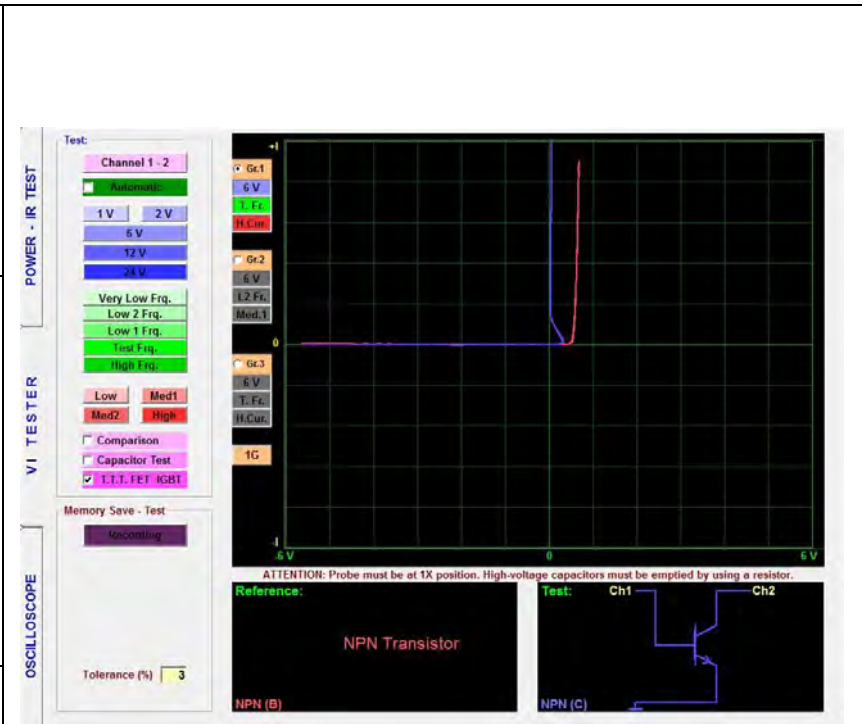 POWER - IR TEST
VI TESTER
OSCILLOSCOPE
Test:
Channel 1 - 2
Automatic
1 V
2 V
6 V
12 V
24 V
Very Low Frq.
Low 2 Frq.
Low 1 Frq.
Test Frq.
High Frq.
Low
Med1
Med2
High
Comparison
Capacitor Test
T.T.T. FET IGBT
Memory Save - Test
Recording
Tolerance (%) 3
Gr.1
6 V
T. Fr.
H.Cur.
Gr.2
6 V
L2 Fr.
Med.1
Gr.3
6 V
T. Fr.
H.Cur.
1G
+I
0
-I
-6 V
0
6 V
ATTENTION: Probe must be at 1X position. High-voltage capacitors must be emptied by using a resistor.
Reference:
NPN Transistor
NPN (B)
Test:
Ch1
Ch2
NPN (C)